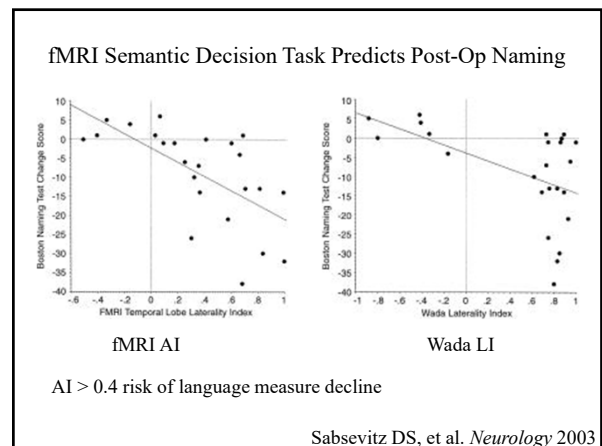 fMRI Semantic Decision Task Predicts Post-Op Naming
Boston Naming Test Change Score
10
5
0
-5
-10
-15
-20
-25
-30
-35
-40
-.6 -.4 -.2 0 .2 .4 .6 .8 1
FMRI Temporal Lobe Laterality Index
Boston Naming Test Change Score
10
5
0
-5
-10
-15
-20
-25
-30
-35
-40
-1 -.8 -.6 -.4 -.2 0 .2 .4 .6 .8 1
Wada Laterality Index
fMRI AI
Wada LI
AI > 0.4 risk of language measure decline
Sabsevitz DS, et al. Neurology 2003